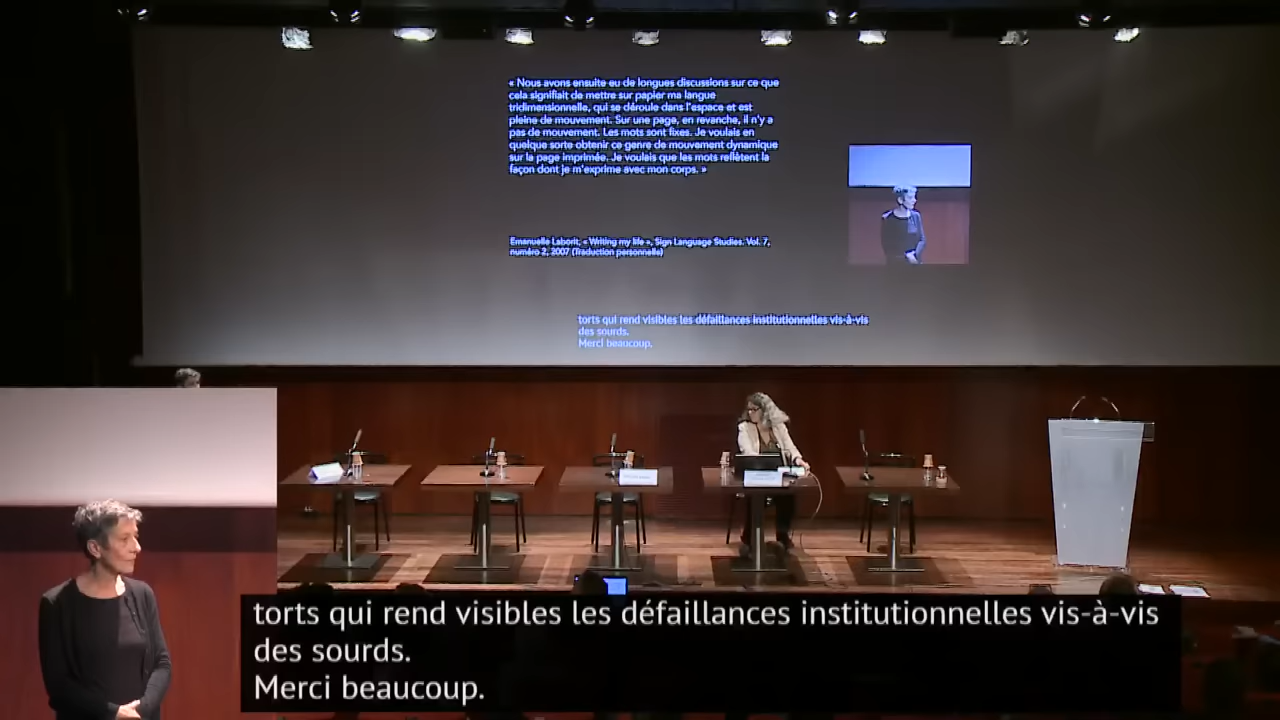 « Nous avons ensuite eu de longues discussions sur ce que
cela signifiait de mettre sur papier ma langue
tridimensionnelle, qui se déroule dans l'espace et est
pleine de mouvement. Sur une page, en revanche, il n'y a
pas de mouvement. Les mots sont fixes. Je voulais en
quelque sorte obtenir ce genre de mouvement dynamique
sur la page imprimée. Je voulais que les mots reflètent la
façon dont je m'exprime avec mon corps. »
Emanuelle Laborit, « Writing my life », Sign Language Studies. Vol. 7,
numéro 2, 2007 (Traduction personnelle)
torts qui rend visibles les défaillances institutionnelles vis-à-vis
des sourds.
Merci beaucoup.
torts qui rend visibles les défaillances institutionnelles vis-à-vis
des sourds.
Merci beaucoup.